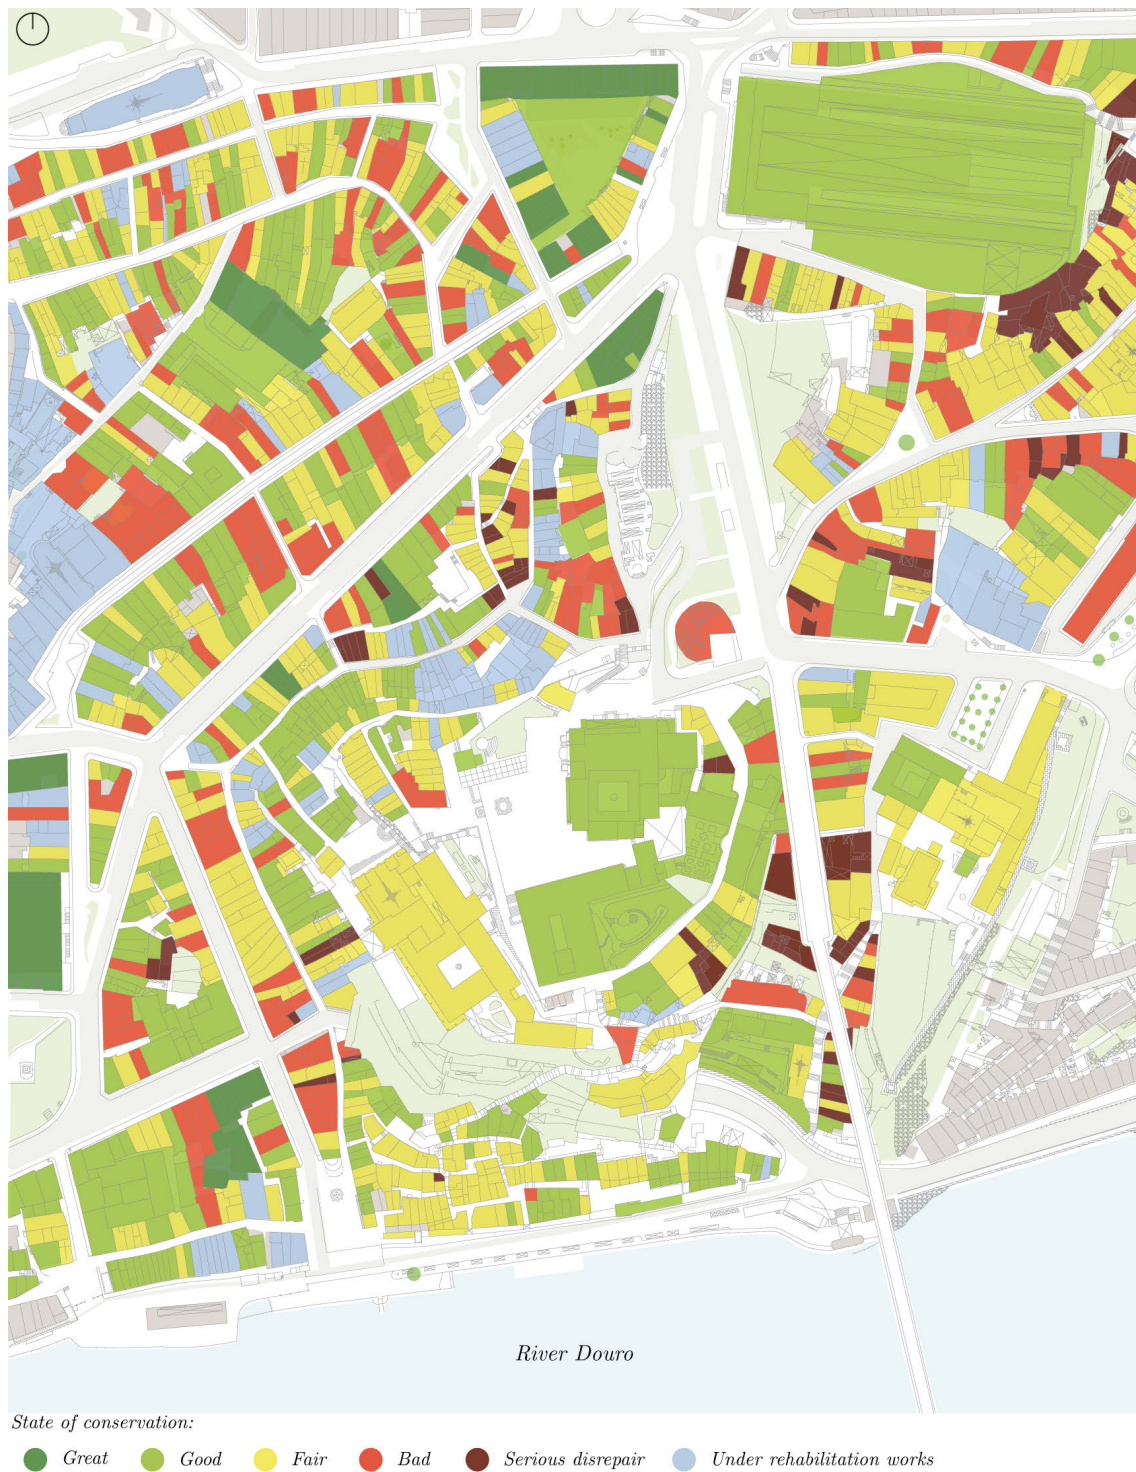 River Douro
State of conservation:
Great Good Fair Bad Serious disrepair Under rehabilitation works